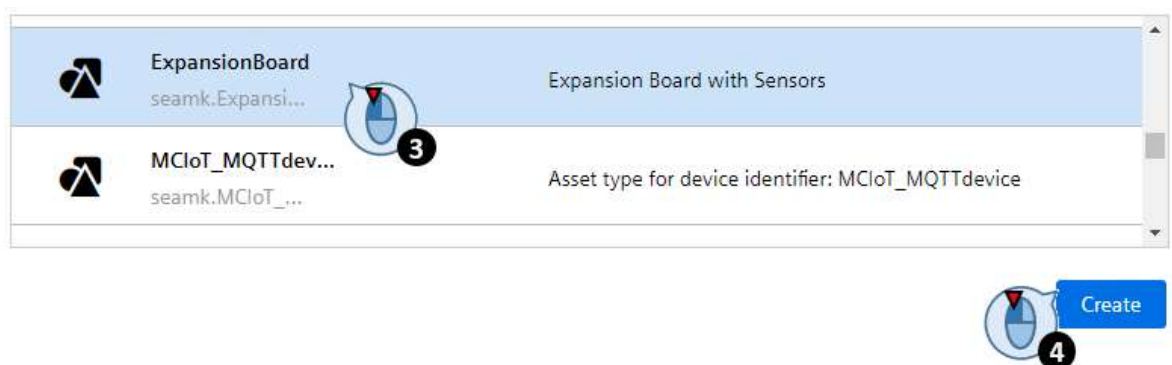 ExpansionBoard
seamk.Expansi...
Expansion Board with Sensors
3
MCIoT_MQTTdev...
seamk.MCIoT_...
Asset type for device identifier: MCIoT_MQTTdevice
Create
4